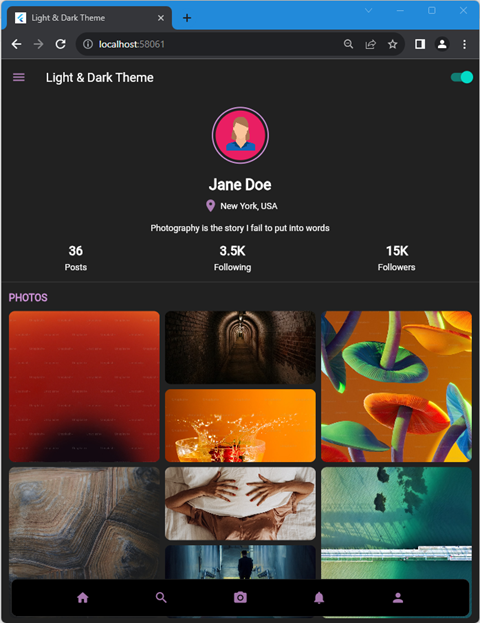 Light & Dark Theme
localhost:58061
Light & Dark Theme
Jane Doe
New York, USA
Photography is the story I fail to put into words
36
3.5K
15K
Posts
Following
Followers
PHOTOS